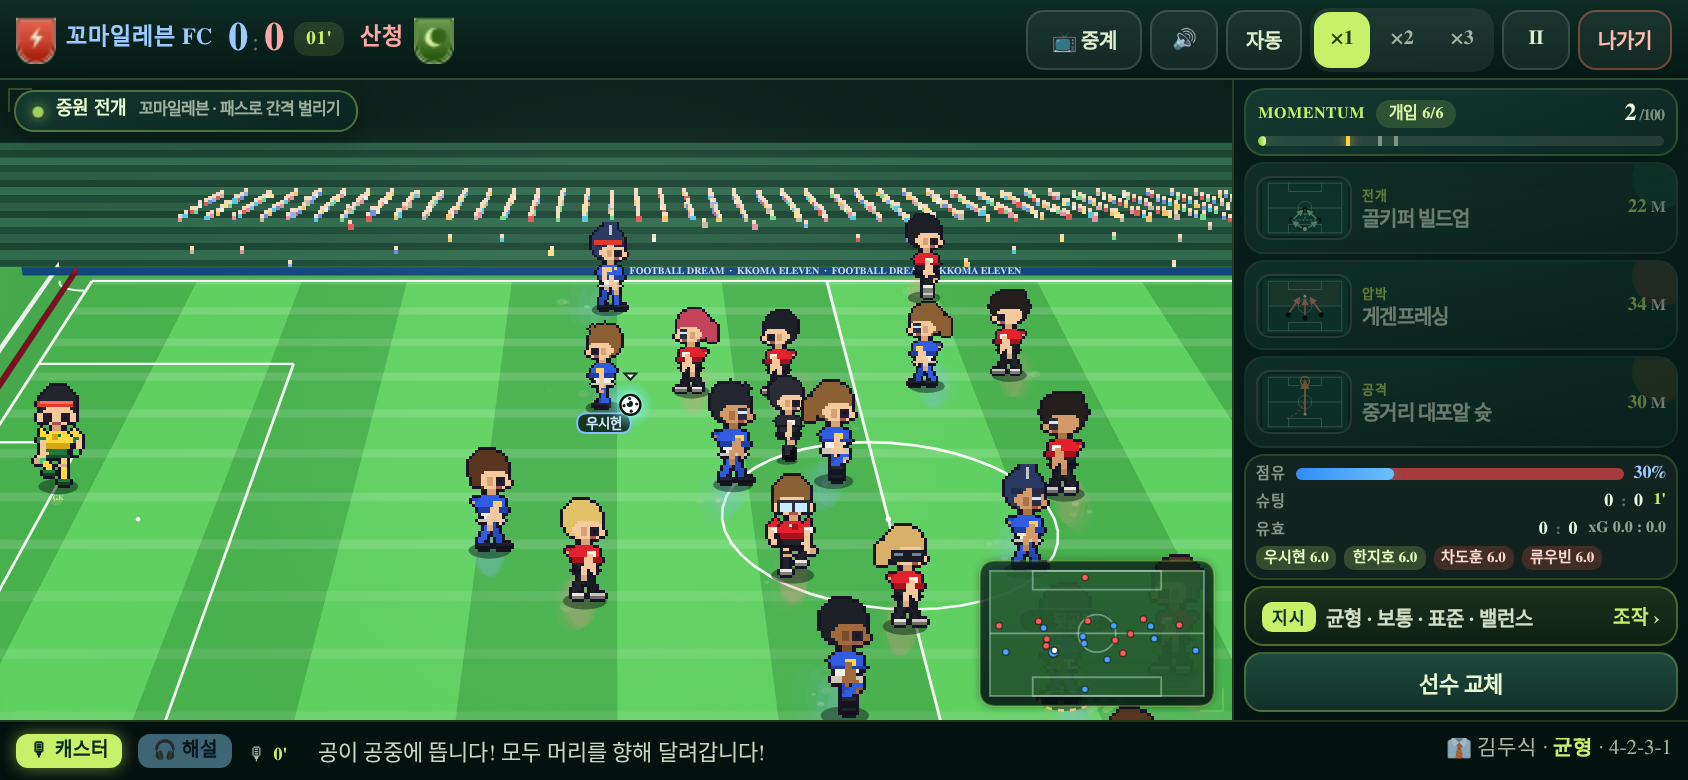 꼬마일레븐 FC 0 : 0 01' 산청
📺 중계 🔊 자동 ×1 ×2 ×3 II 나가기
중원 전개 꼬마일레븐 · 패스로 간격 벌리기
MOMENTUM 개입 6/6 2 /100
전개
골키퍼 빌드업 22 M
압박
게겐프레싱 34 M
공격
중거리 대포알 슛 30 M
FOOTBALL DREAM · KKOMA ELEVEN · FOOTBALL DREA KKOMA ELEVEN
우시현
GK
점유 30%
슈팅 0 : 0 1'
유효 0 : 0 xG 0.0 : 0.0
우시현 6.0 한지호 6.0 차도훈 6.0 류우빈 6.0
지시 균형 · 보통 · 표준 · 밸런스 조작 ›
선수 교체
🎙 캐스터 🎧 해설 🎙 0' 공이 공중에 뜹니다! 모두 머리를 향해 달려갑니다!
👔 김두식 · 균형 · 4-2-3-1